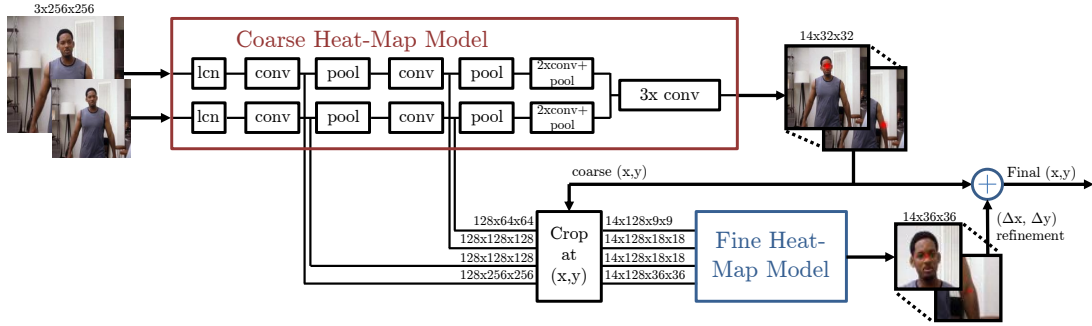 3x256x256
Coarse Heat-Map Model
lcn conv pool conv pool 2xconv+
pool
lcn conv pool conv pool 2xconv+
pool
3x conv
14x32x32
coarse (x,y)
Final (x,y)
+
128x64x64
128x128x128
128x128x128
128x256x256
Crop
at
(x,y)
14x128x9x9
14x128x18x18
14x128x18x18
14x128x36x36
Fine Heat-
Map Model
14x36x36
(Δx, Δy)
refinement